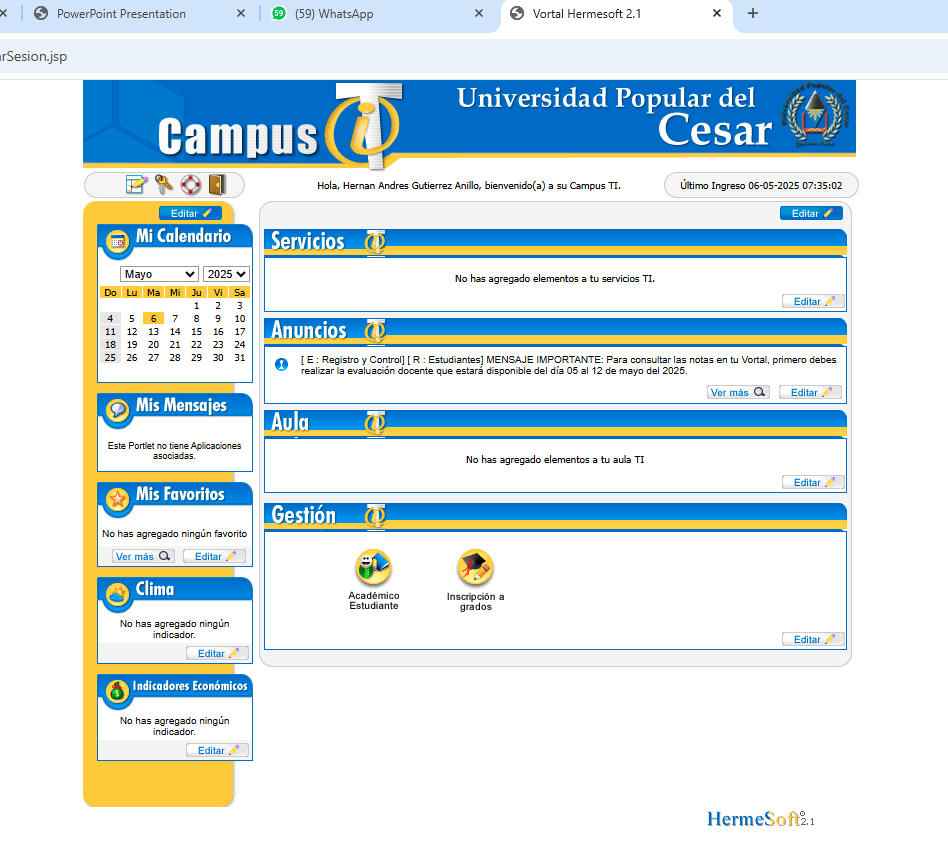 PowerPoint Presentation
(59) WhatsApp
Vortal Hermesoft 2.1
rSesion.jsp
Campus TI
Universidad Popular del
Cesar
Hola, Hernan Andres Gutierrez Anillo, bienvenido(a) a su Campus TI.
Último Ingreso 06-05-2025 07:35:02
Editar
Mi Calendario
Mayo 2025
Do Lu Ma Mi Ju Vi Sa
1 2 3
4 5 6 7 8 9 10
11 12 13 14 15 16 17
18 19 20 21 22 23 24
25 26 27 28 29 30 31
Mis Mensajes
Este Portlet no tiene Aplicaciones
asociadas.
Mis Favoritos
No has agregado ningún favorito
Ver más Editar
Clima
No has agregado ningún
indicador.
Editar
Indicadores Económicos
No has agregado ningún
indicador.
Editar
Editar
Servicios TI
No has agregado elementos a tu servicios TI.
Editar
Anuncios TI
[ E : Registro y Control] [ R : Estudiantes] MENSAJE IMPORTANTE: Para consultar las notas en tu Vortal, primero debes
realizar la evaluación docente que estará disponible del día 05 al 12 de mayo del 2025.
Ver más Editar
Aula TI
No has agregado elementos a tu aula TI
Editar
Gestión TI
Académico
Estudiante
Inscripción a
grados
Editar
HermeSoft® 2.1